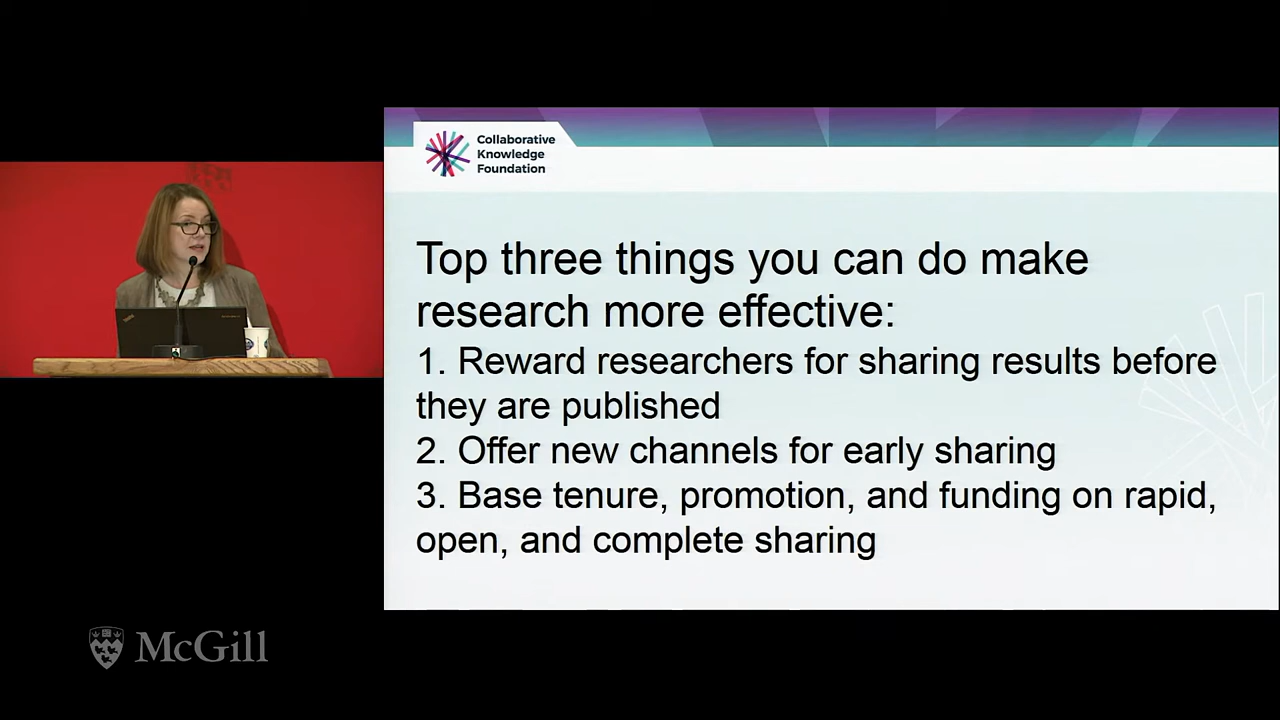 Collaborative
Knowledge
Foundation
Top three things you can do make
research more effective:
1. Reward researchers for sharing results before
they are published
2. Offer new channels for early sharing
3. Base tenure, promotion, and funding on rapid,
open, and complete sharing
McGill